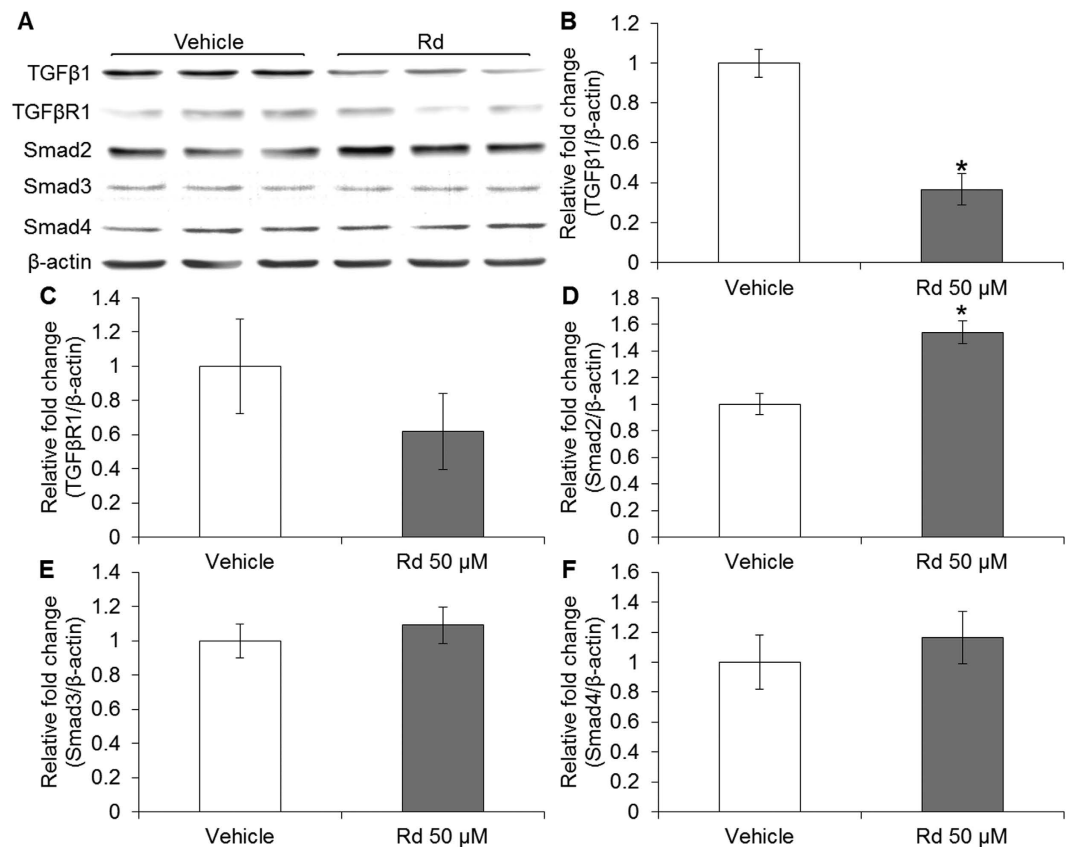 A
Vehicle Rd
TGFβ1
TGFβR1
Smad2
Smad3
Smad4
β-actin
B
Relative fold change
(TGFβ1/β-actin)
1.2
1
0.8
0.6
0.4
0.2
0
*
Vehicle Rd 50 μM
C
Relative fold change
(TGFβR1/β-actin)
1.4
1.2
1
0.8
0.6
0.4
0.2
0
Vehicle Rd 50 μM
D
Relative fold change
(Smad2/β-actin)
1.8
1.6
1.4
1.2
1
0.8
0.6
0.4
0.2
0
*
Vehicle Rd 50 μM
E
Relative fold change
(Smad3/β-actin)
1.4
1.2
1
0.8
0.6
0.4
0.2
0
Vehicle Rd 50 μM
F
Relative fold change
(Smad4/β-actin)
1.6
1.4
1.2
1
0.8
0.6
0.4
0.2
0
Vehicle Rd 50 μM